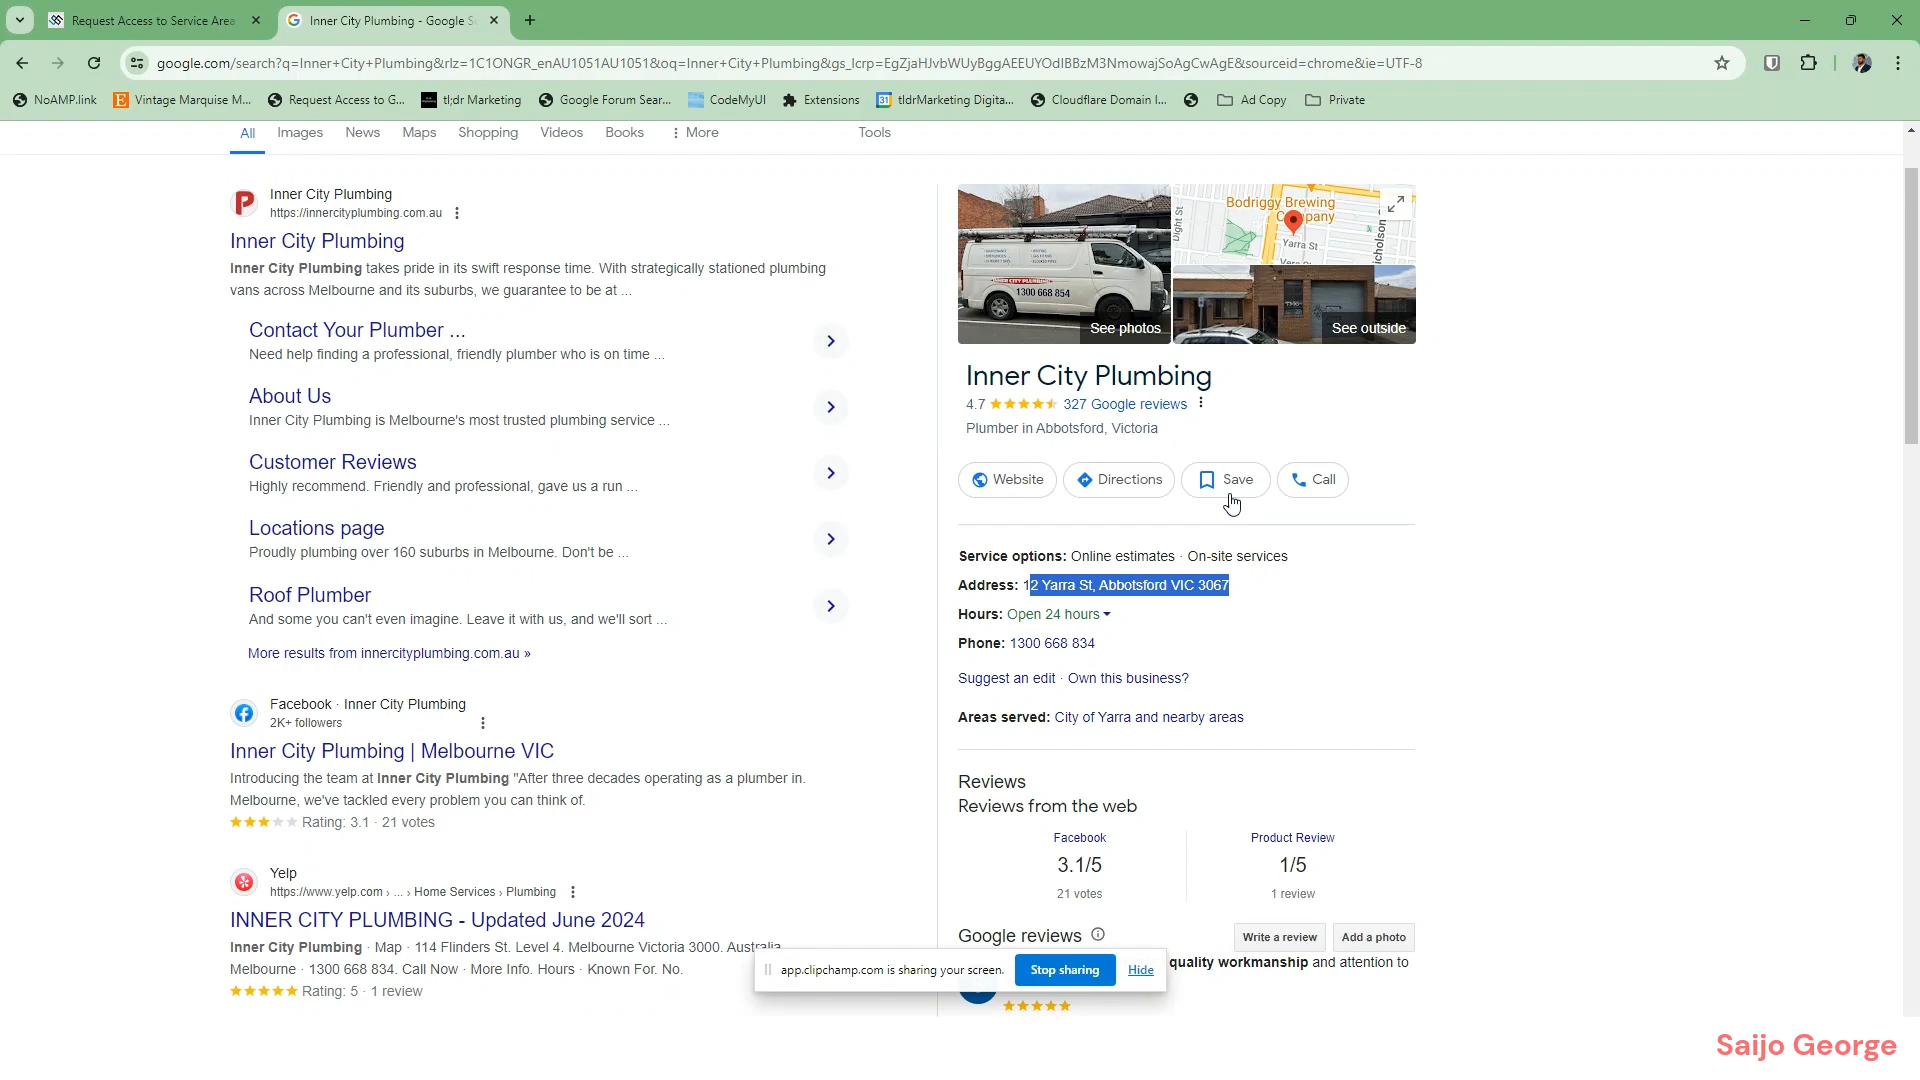 Request Access to Service Area
Inner City Plumbing - Google S
google.com/search?q=Inner+City+Plumbing&rlz=1C1ONGR_enAU1051AU1051&oq=Inner+City+Plumbing&gs_lcrp=EgZjaHJvbWUyBggAEEUYOdIBBzM3NmowajSoAgCwAgE&sourceid=chrome&ie=UTF-8
NoAMP.link
Vintage Marquise M...
Request Access to G...
tl;dr Marketing
Google Forum Sear...
CodeMyUI
Extensions
31
tldrMarketing Digita...
Cloudflare Domain I...
Ad Copy
Private
All
Images
News
Maps
Shopping
Videos
Books
More
Tools
P
Inner City Plumbing
https://innercityplumbing.com.au
Inner City Plumbing
Inner City Plumbing takes pride in its swift response time. With strategically stationed plumbing
vans across Melbourne and its suburbs, we guarantee to be at ...
Contact Your Plumber ...
Need help finding a professional, friendly plumber who is on time ...
About Us
Inner City Plumbing is Melbourne's most trusted plumbing service ...
Customer Reviews
Highly recommend. Friendly and professional, gave us a run ...
Locations page
Proudly plumbing over 160 suburbs in Melbourne. Don't be ...
Roof Plumber
And some you can't even imagine. Leave it with us, and we'll sort ...
More results from innercityplumbing.com.au »
Facebook · Inner City Plumbing
2K+ followers
Inner City Plumbing | Melbourne VIC
Introducing the team at Inner City Plumbing "After three decades operating as a plumber in.
Melbourne, we've tackled every problem you can think of.
Rating: 3.1 · 21 votes
Yelp
https://www.yelp.com › ... › Home Services › Plumbing
INNER CITY PLUMBING - Updated June 2024
Inner City Plumbing · Map · 114 Flinders St. Level 4. Melbourne Victoria 3000. Australia
Melbourne · 1300 668 834. Call Now · More Info. Hours · Known For. No.
Rating: 5 · 1 review
INNER CITY PLUMBING
1300 668 854
See photos
Bodriggy Brewing
Company
Dight St
Yarra St
icholson
See outside
Inner City Plumbing
4.7
327 Google reviews
Plumber in Abbotsford, Victoria
Website
Directions
Save
Call
Service options: Online estimates · On-site services
Address: 12 Yarra St, Abbotsford VIC 3067
Hours: Open 24 hours
Phone: 1300 668 834
Suggest an edit · Own this business?
Areas served: City of Yarra and nearby areas
Reviews
Reviews from the web
Facebook
3.1/5
21 votes
Product Review
1/5
1 review
Google reviews
Write a review
Add a photo
quality workmanship and attention to
app.clipchamp.com is sharing your screen.
Stop sharing
Hide
Saijo George